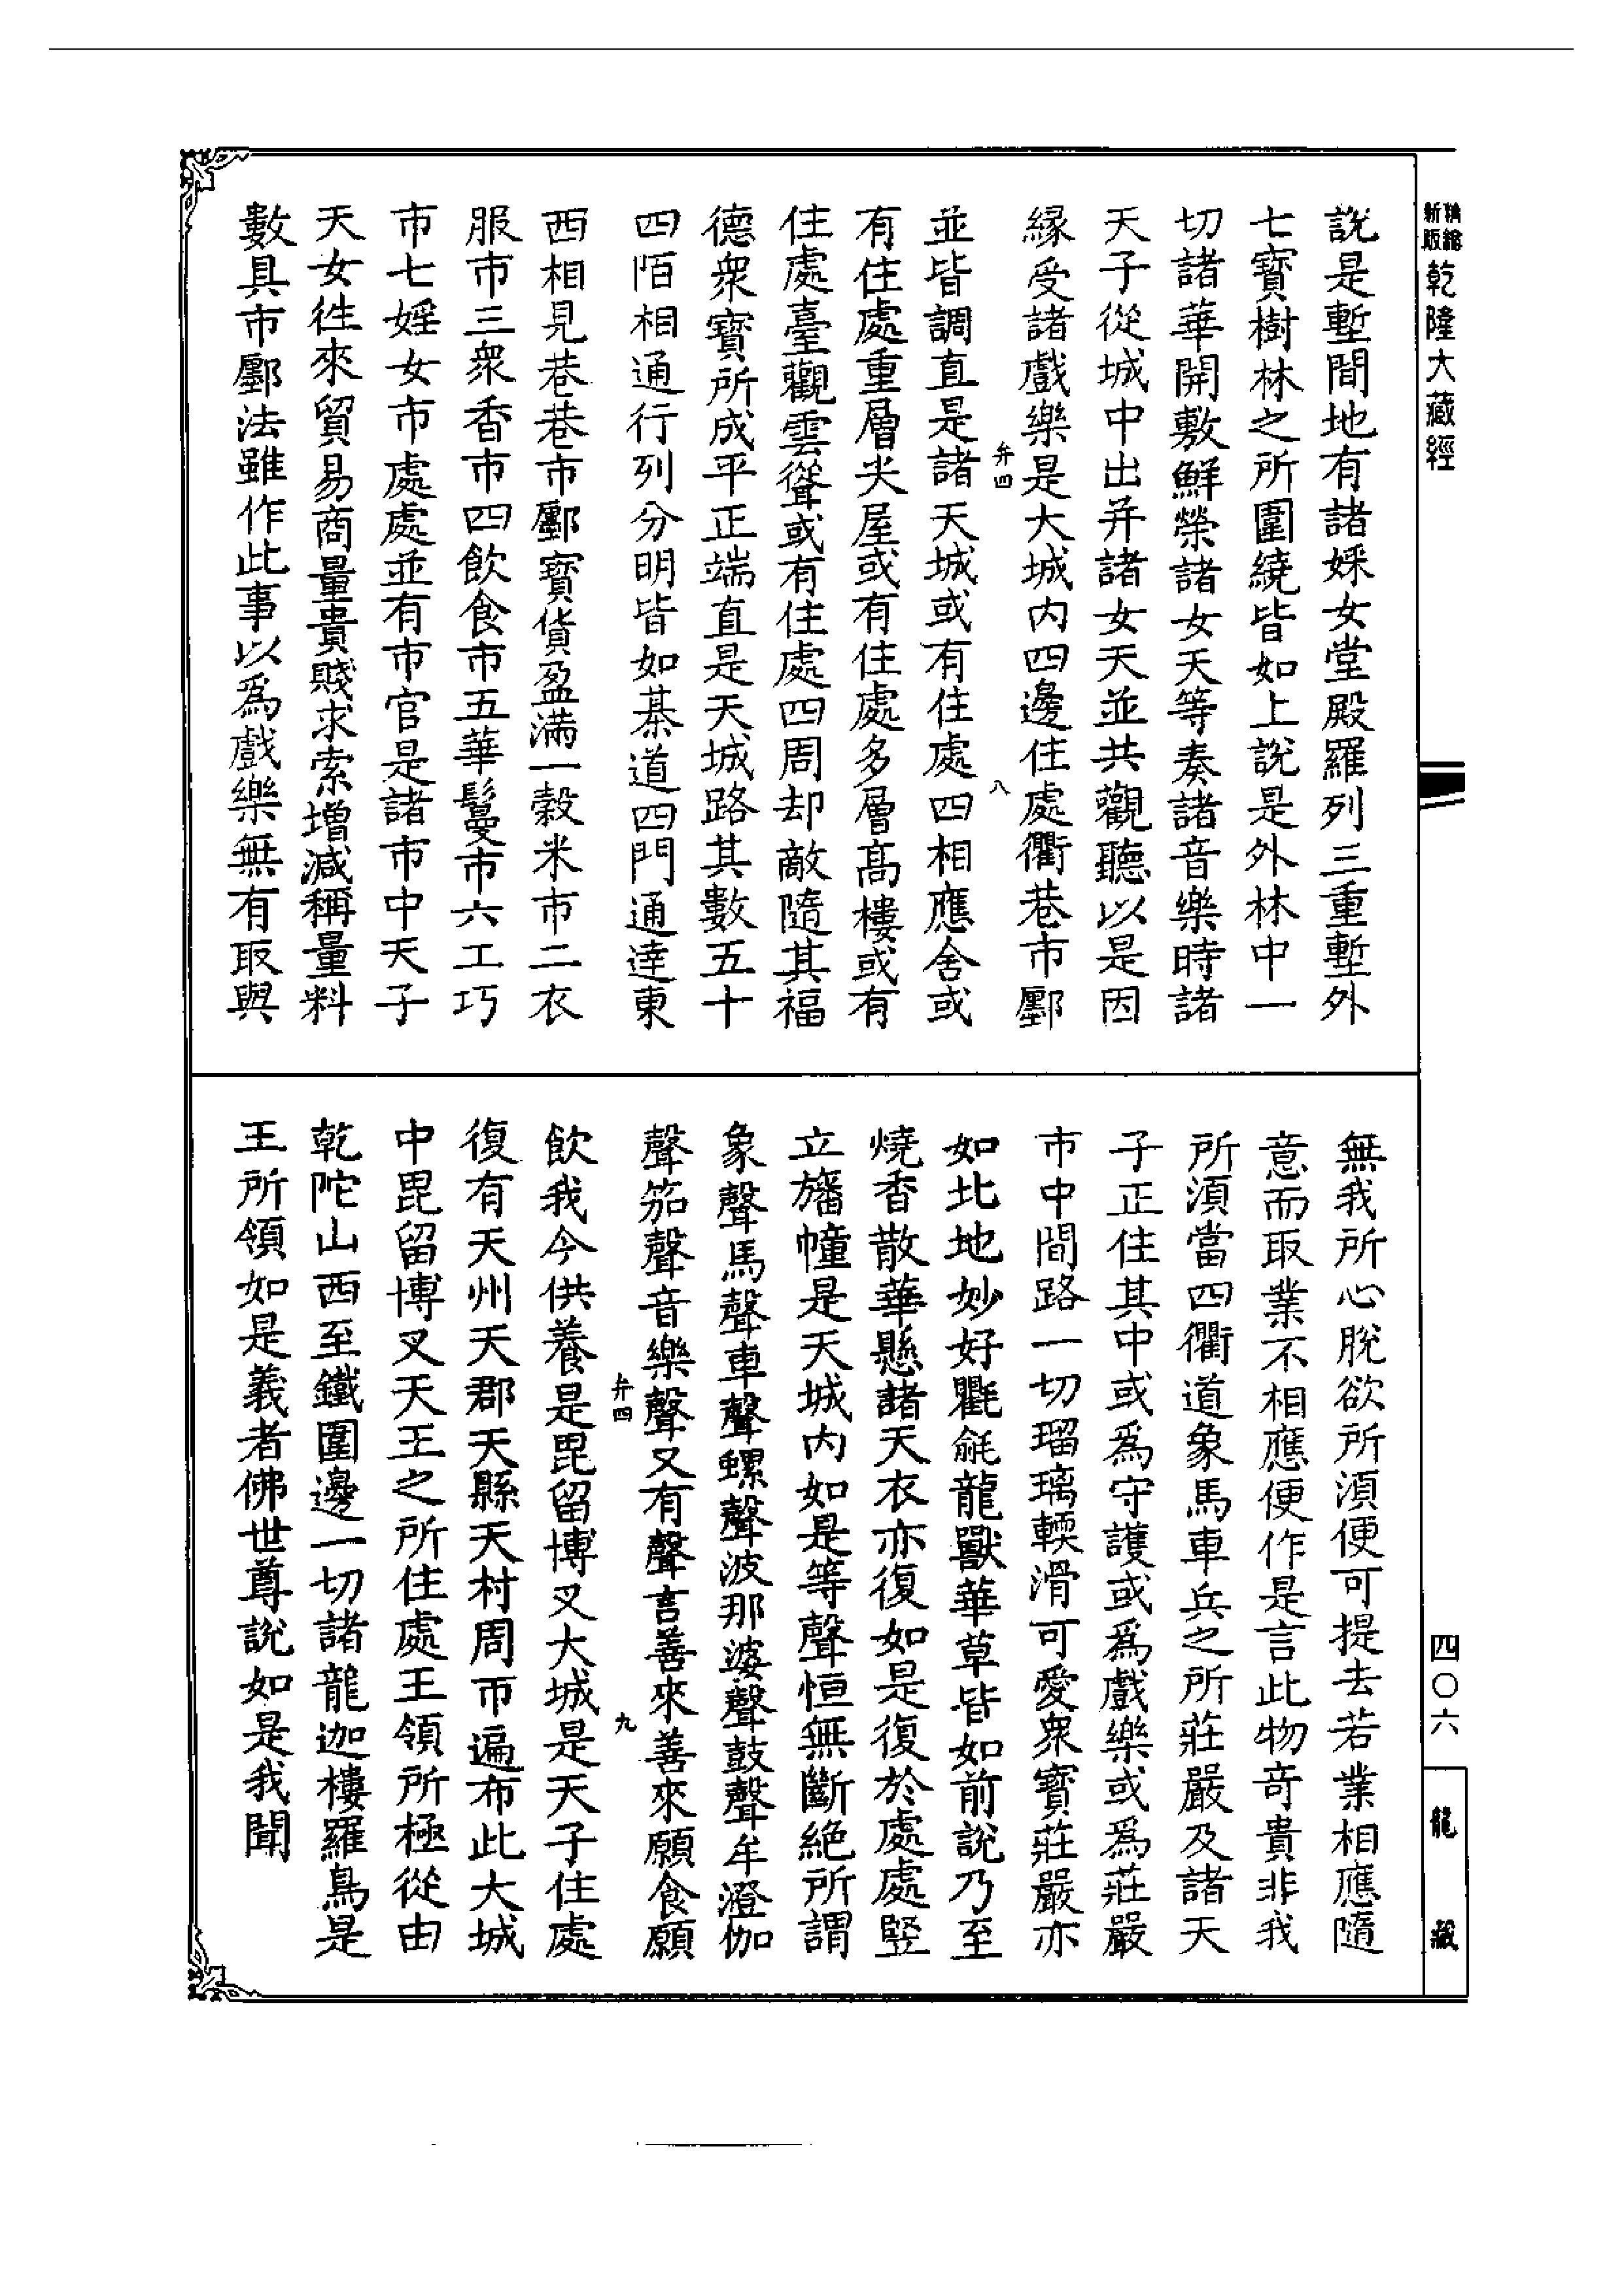 新版
精縮
乾隆大藏經
四〇六
龍藏
說是塹間地有諸婇女堂殿羅列三重塹外
七寶樹林之所圍繞皆如上說是外林中一
切諸華開敷鮮榮諸女天等奏諸音樂時諸
天子從城中出并諸女天並共觀聽以是因
緣受諸戲樂是大城內四邊住處衢巷市鄽
弁四
八
並皆調直是諸天城或有住處四相應舍或
有住處重層尖屋或有住處多層高樓或有
住處臺觀雲聳或有住處四周却敵隨其福
德衆寶所成平正端直是天城路其數五十
四陌相通行列分明皆如棊道四門通達東
西相見巷巷市鄽寶貨盈滿一穀米市二衣
服市三衆香市四飲食市五華鬘市六工巧
市七婬女市處處並有市官是諸市中天子
天女徃來貿易商量貴賤求索增減稱量料
數具市鄽法雖作此事以爲戲樂無有取與
無我所心脫欲所須便可提去若業相應隨
意而取業不相應便作是言此物竒貴非我
所須當四衢道象馬車兵之所莊嚴及諸天
子正住其中或爲守護或爲戲樂或爲莊嚴
市中間路一切瑠璃輭滑可愛衆寶莊嚴亦
如北地妙好氍毹龍獸華草皆如前說乃至
燒香散華懸諸天衣亦復如是復於處處竪
立旛幢是天城內如是等聲恒無斷絶所謂
象聲馬聲車聲螺聲波那婆聲鼓聲牟澄伽
聲笳聲音樂聲又有聲言善來善來願食願
弁四
九
飲我今供養是毘留博叉大城是天子住處
復有天州天郡天縣天村周帀遍布此大城
中毘留博叉天王之所住處王領所極從由
乾陀山西至鐵圍邊一切諸龍迦樓羅鳥是
王所領如是義者佛世尊說如是我聞